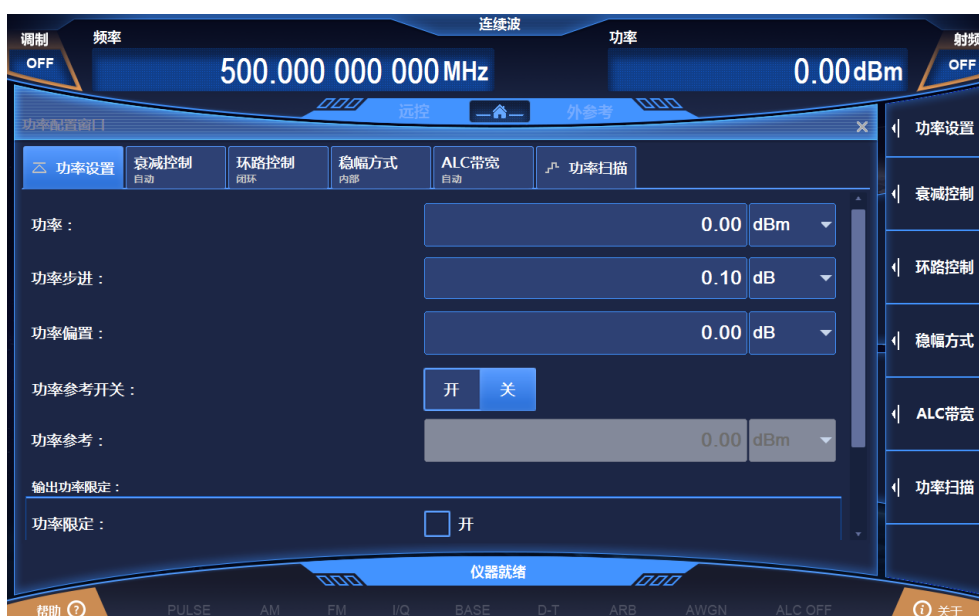 连续波
调制
频率
功率
射频
OFF
500.000 000 000 MHz
0.00 dBm
OFF
远控
外参考
功率配置窗口
×
功率设置
功率设置
衰减控制
自动
环路控制
闭环
稳幅方式
内部
ALC带宽
自动
功率扫描
衰减控制
功率：
0.00 dBm
环路控制
功率步进：
0.10 dB
功率偏置：
0.00 dB
稳幅方式
功率参考开关：
开 关
ALC带宽
功率参考：
0.00 dBm
输出功率限定：
功率扫描
功率限定：
开
仪器就绪
帮助 ?
PULSE AM FM I/Q BASE D-T ARB AWGN ALC OFF
关于